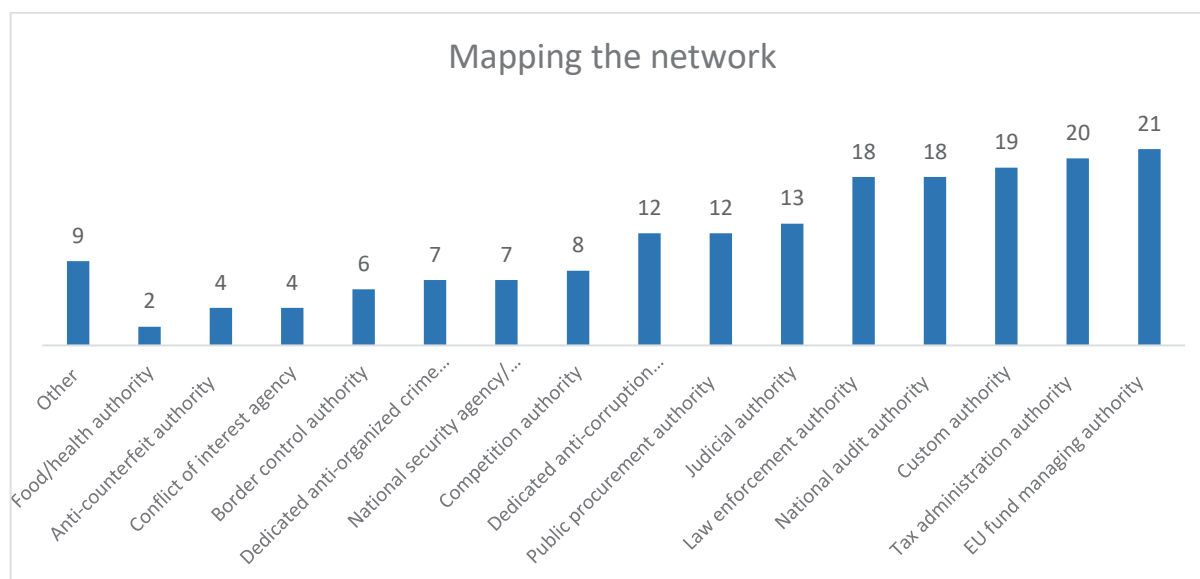 Mapping the network
9
2
4
4
6
7
7
8
12
12
13
18
18
19
20
21
Other
Food/health authority
Anti-counterfeit authority
Conflict of interest agency
Border control authority
Dedicated anti-organized crime...
National security agency/...
Competition authority
Dedicated anti-corruption...
Public procurement authority
Judicial authority
Law enforcement authority
National audit authority
Custom authority
Tax administration authority
EU fund managing authority